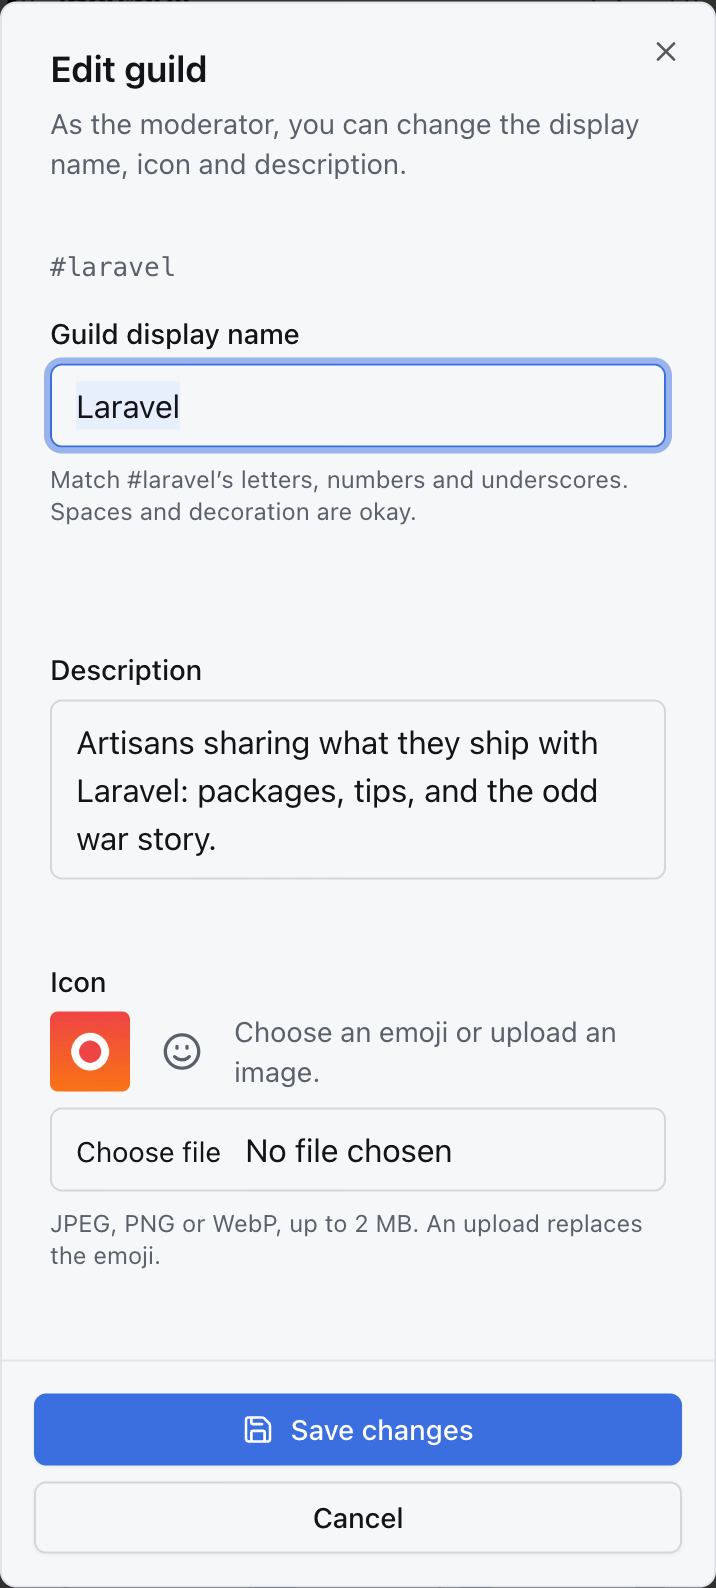 Edit guild
As the moderator, you can change the display
name, icon and description.
#laravel
Guild display name
Laravel
Match #laravel’s letters, numbers and underscores.
Spaces and decoration are okay.
Description
Artisans sharing what they ship with
Laravel: packages, tips, and the odd
war story.
Icon
Choose an emoji or upload an
image.
Choose file No file chosen
JPEG, PNG or WebP, up to 2 MB. An upload replaces
the emoji.
Save changes
Cancel